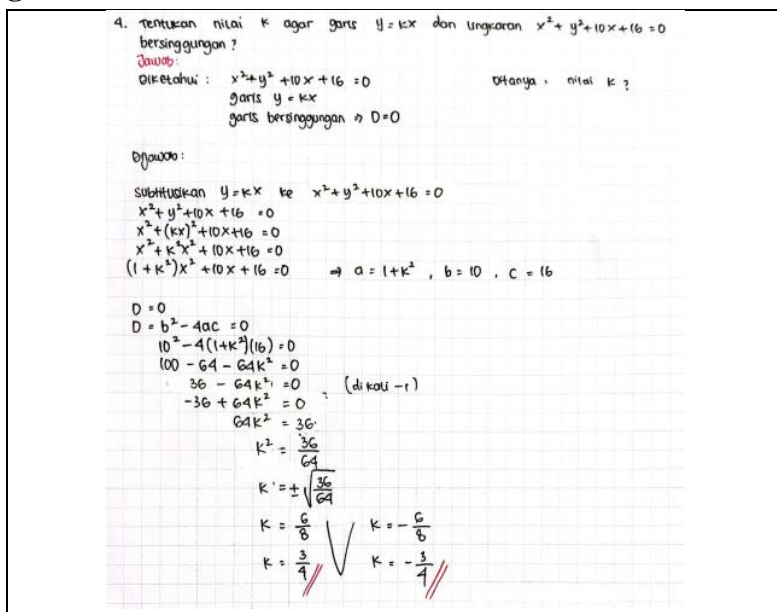 4. Tentukan nilai k agar garis y = kx dan lingkaran x² + y² + 10x + 16 = 0
bersinggungan ?
Jawab:
Diketahui : x² + y² + 10x + 16 = 0 Ditanya : nilai k ?
garis y = kx
garis bersinggungan ⇒ D = 0
Dijawab :
Subtitusikan y = kx ke x² + y² + 10x + 16 = 0
x² + y² + 10x + 16 = 0
x² + (kx)² + 10x + 16 = 0
x² + k²x² + 10x + 16 = 0
(1 + k²)x² + 10x + 16 = 0 ⇒ a = 1 + k² , b = 10 , c = 16
D = 0
D = b² - 4ac = 0
10² - 4(1+k²)(16) = 0
100 - 64 - 64k² = 0
36 - 64k² = 0 (dikali -1)
-36 + 64k² = 0
64k² = 36
k² = 36/64
k = ±√36/64
k = 6/8 V k = -6/8
k = 3/4 k = -3/4